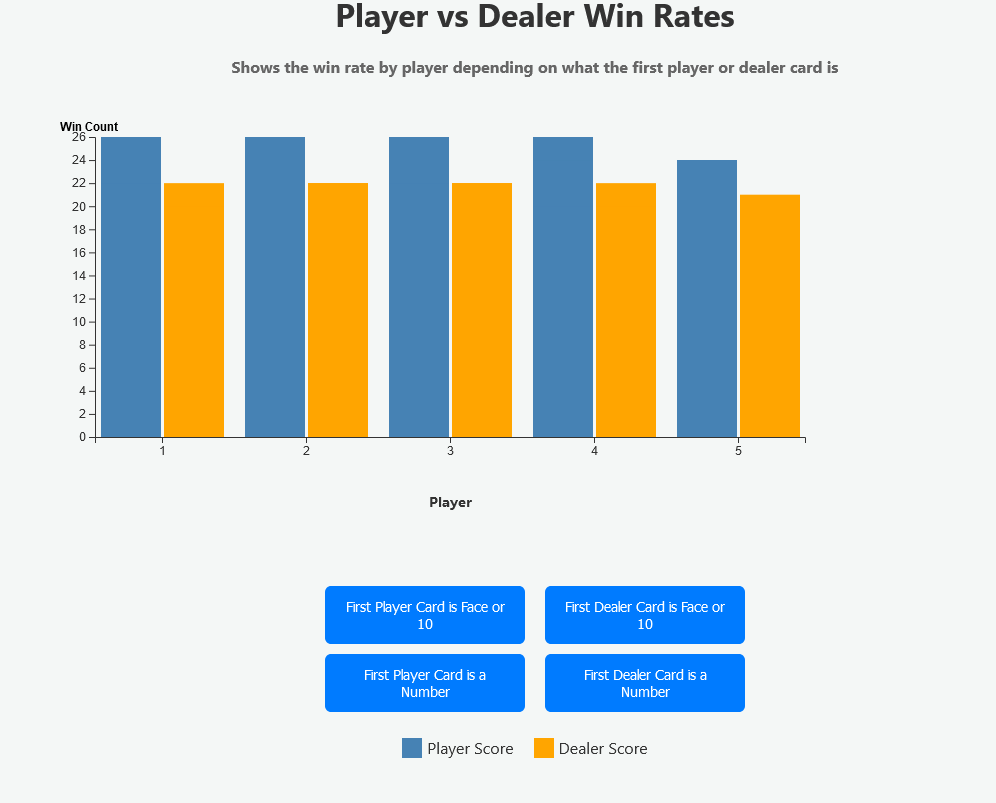 Player vs Dealer Win Rates
Shows the win rate by player depending on what the first player or dealer card is
Win Count
26
24
22
20
18
16
14
12
10
8
6
4
2
0
1 2 3 4 5
Player
First Player Card is Face or
10
First Dealer Card is Face or
10
First Player Card is a
Number
First Dealer Card is a
Number
Player Score Dealer Score